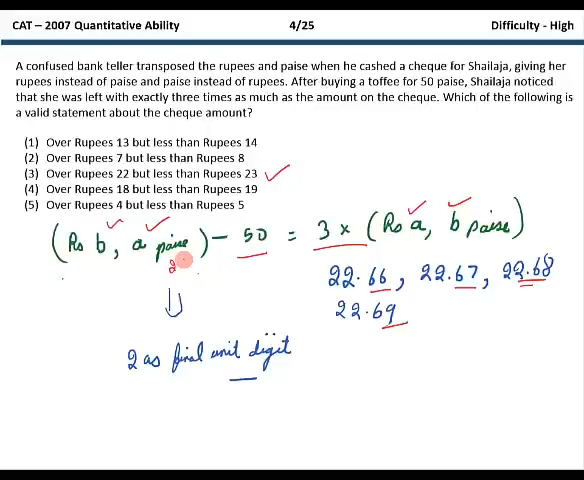 CAT – 2007 Quantitative Ability 4/25 Difficulty - High
A confused bank teller transposed the rupees and paise when he cashed a cheque for Shailaja, giving her
rupees instead of paise and paise instead of rupees. After buying a toffee for 50 paise, Shailaja noticed
that she was left with exactly three times as much as the amount on the cheque. Which of the following is
a valid statement about the cheque amount?
(1) Over Rupees 13 but less than Rupees 14
(2) Over Rupees 7 but less than Rupees 8
(3) Over Rupees 22 but less than Rupees 23
(4) Over Rupees 18 but less than Rupees 19
(5) Over Rupees 4 but less than Rupees 5
(Rs b, a paise) - 50 = 3 × (Rs a, b paise)
2
22.66, 22.67, 22.68
22.69
2 as final unit digit